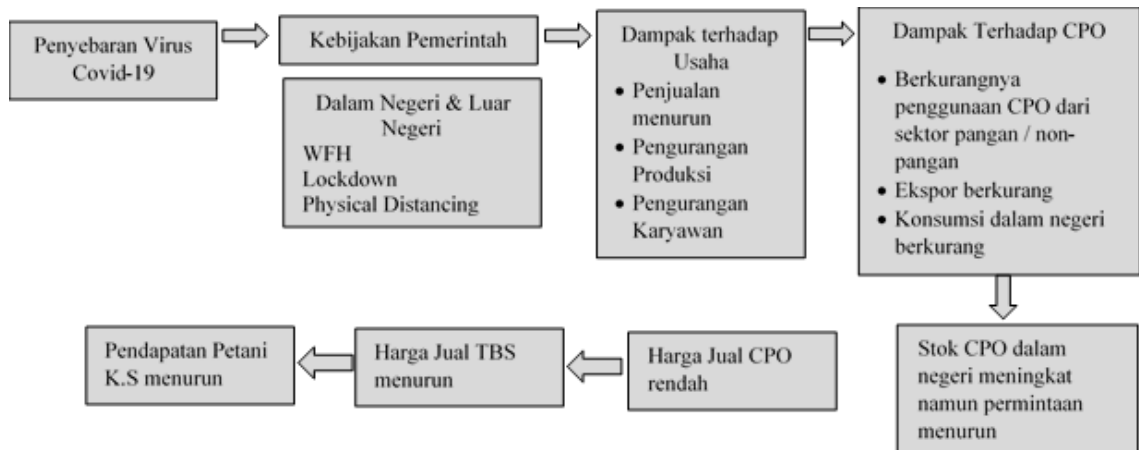 Penyebaran Virus
Covid-19
Kebijakan Pemerintah
Dalam Negeri & Luar
Negeri
WFH
Lockdown
Physical Distancing
Dampak terhadap
Usaha
• Penjualan
menurun
• Pengurangan
Produksi
• Pengurangan
Karyawan
Dampak Terhadap CPO
• Berkurangnya
penggunaan CPO dari
sektor pangan / non-
pangan
• Ekspor berkurang
• Konsumsi dalam negeri
berkurang
Stok CPO dalam
negeri meningkat
namun permintaan
menurun
Harga Jual CPO
rendah
Harga Jual TBS
menurun
Pendapatan Petani
K.S menurun